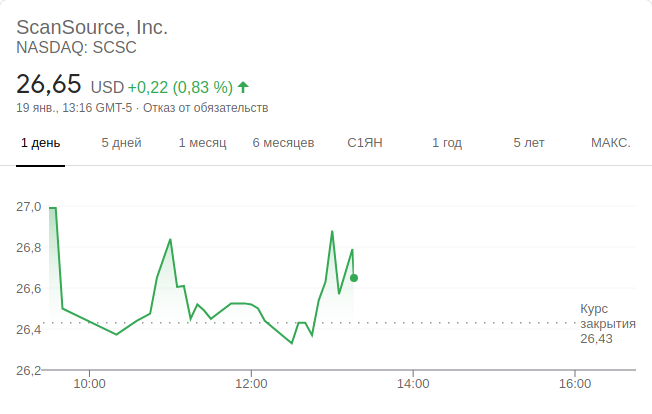 ScanSource, Inc.
NASDAQ: SCSC
26,65 USD +0,22 (0,83 %)
19 янв., 13:16 GMT-5 · Отказ от обязательств
1 день 5 дней 1 месяц 6 месяцев С1ЯН 1 год 5 лет МАКС.
27,0
26,8
26,6
26,4
26,2
Курс
закрытия
26,43
10:00 12:00 14:00 16:00